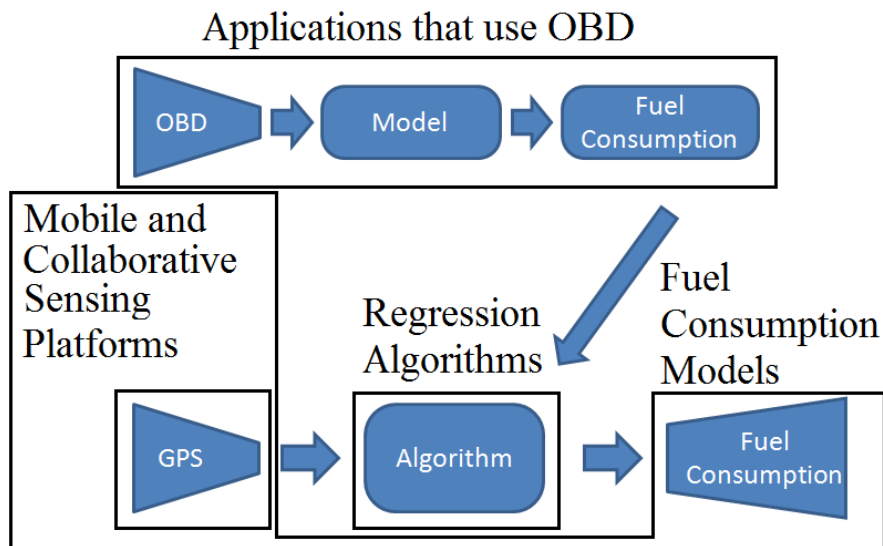 Applications that use OBD
OBD
Model
Fuel
Consumption
Mobile and
Collaborative
Sensing
Platforms
Regression
Algorithms
Fuel
Consumption
Models
GPS
Algorithm
Fuel
Consumption